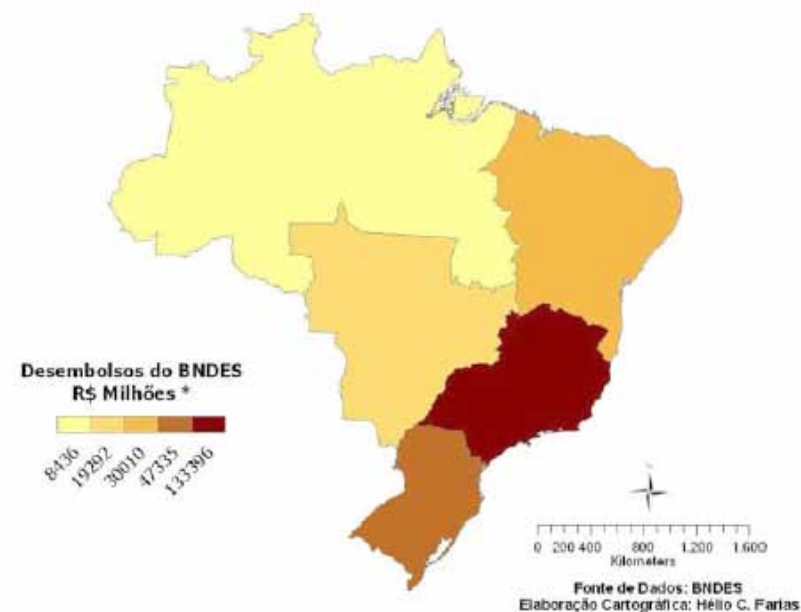 Desembolsos do BNDES
R$ Milhões *
8436 19292 30010 47335 133396
0 200 400 800 1.200 1.600
Kilometers
Fonte de Dados: BNDES
Elaboração Cartográfica: Hélio C. Farias